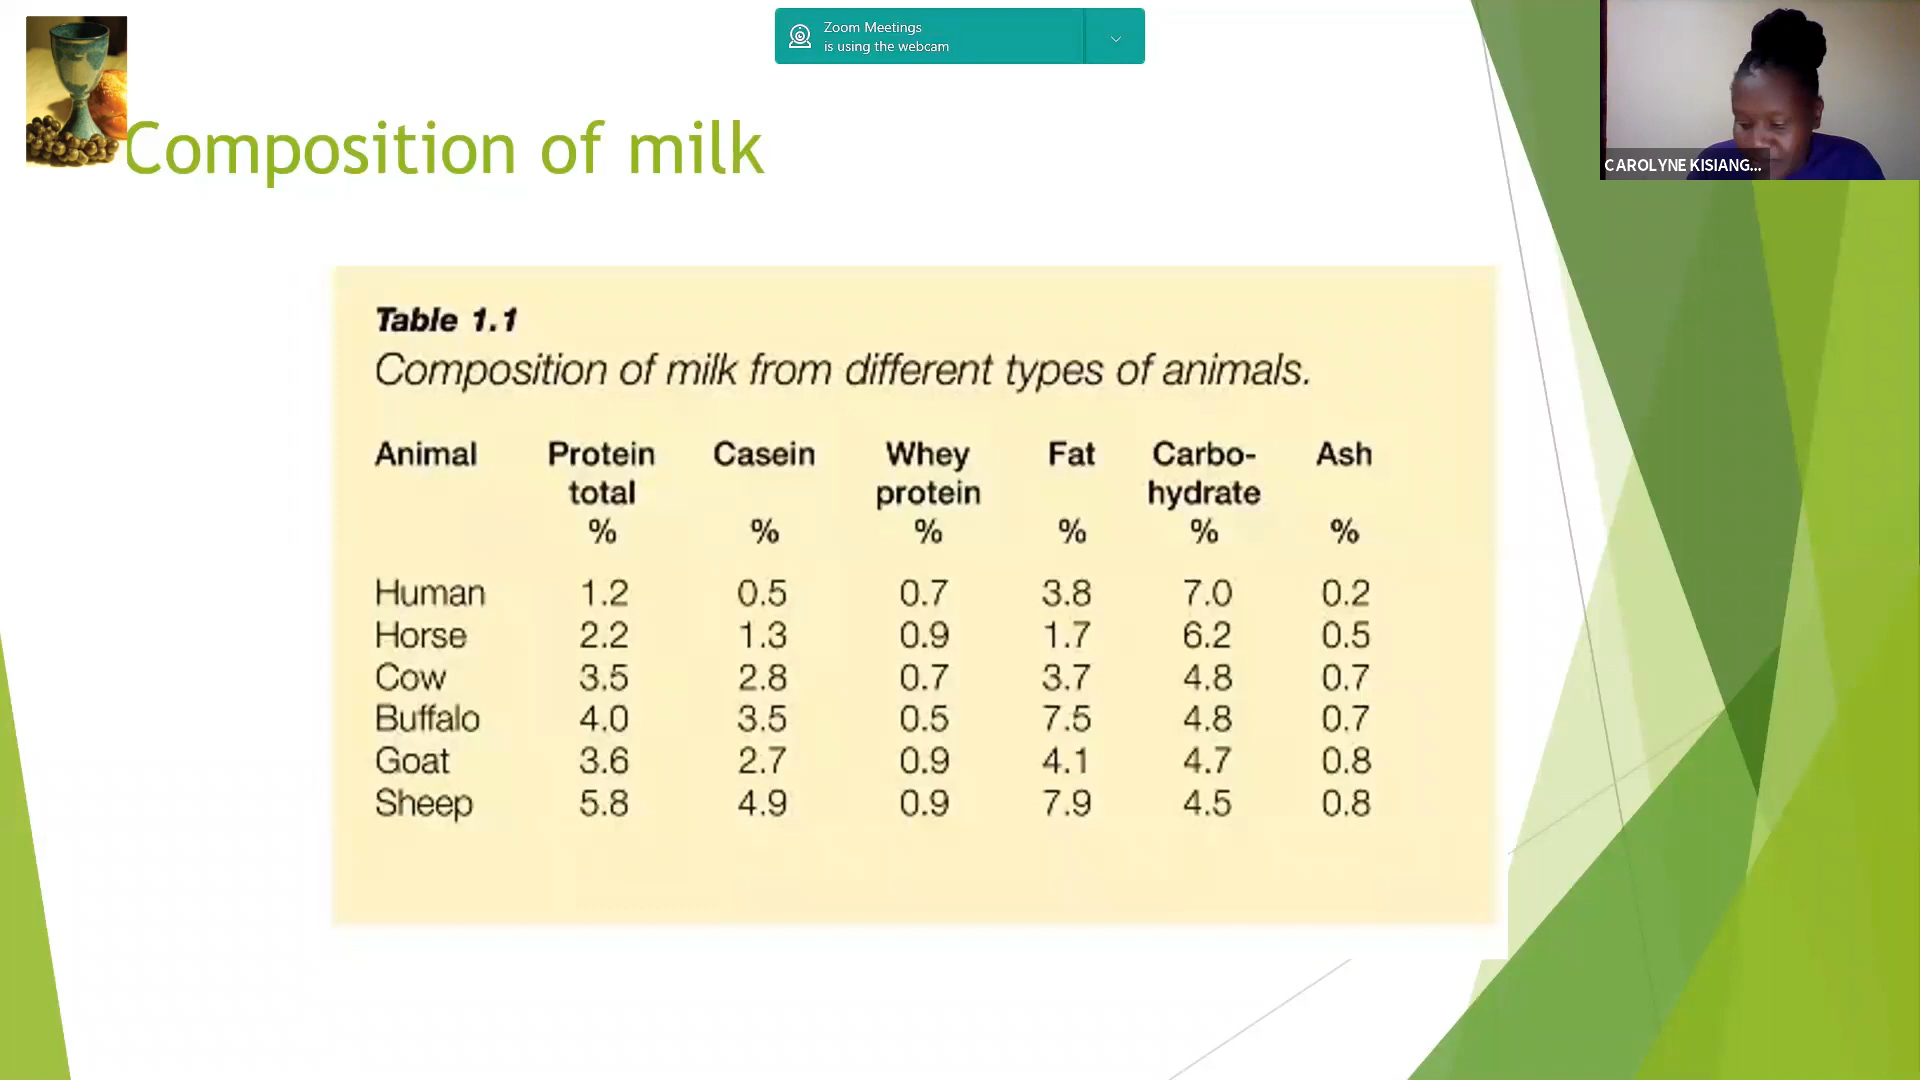 Zoom Meetings
is using the webcam
CAROLYNE KISIANG...
Composition of milk
Table 1.1
Composition of milk from different types of animals.
Animal Protein Casein Whey Fat Carbo- Ash
total protein hydrate
% % % % % %
Human 1.2 0.5 0.7 3.8 7.0 0.2
Horse 2.2 1.3 0.9 1.7 6.2 0.5
Cow 3.5 2.8 0.7 3.7 4.8 0.7
Buffalo 4.0 3.5 0.5 7.5 4.8 0.7
Goat 3.6 2.7 0.9 4.1 4.7 0.8
Sheep 5.8 4.9 0.9 7.9 4.5 0.8